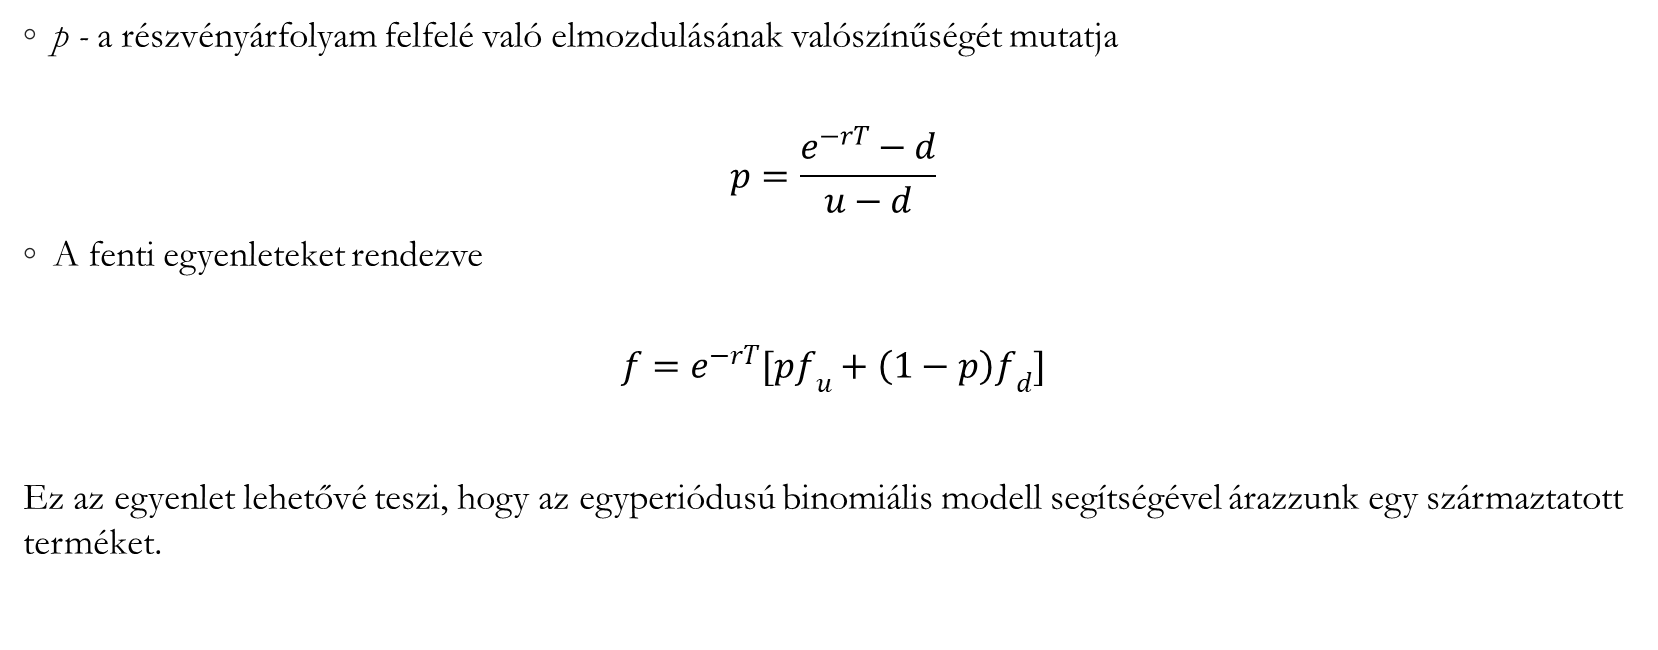 ◦ p - a részvényárfolyam felfelé való elmozdulásának valószínűségét mutatja
p = \frac{e^{-rT} - d}{u - d}
◦ A fenti egyenleteket rendezve
f = e^{-rT}[pf_u + (1 - p)f_d]
Ez az egyenlet lehetővé teszi, hogy az egyperiódusú binomiális modell segítségével árazzunk egy származtatott
terméket.